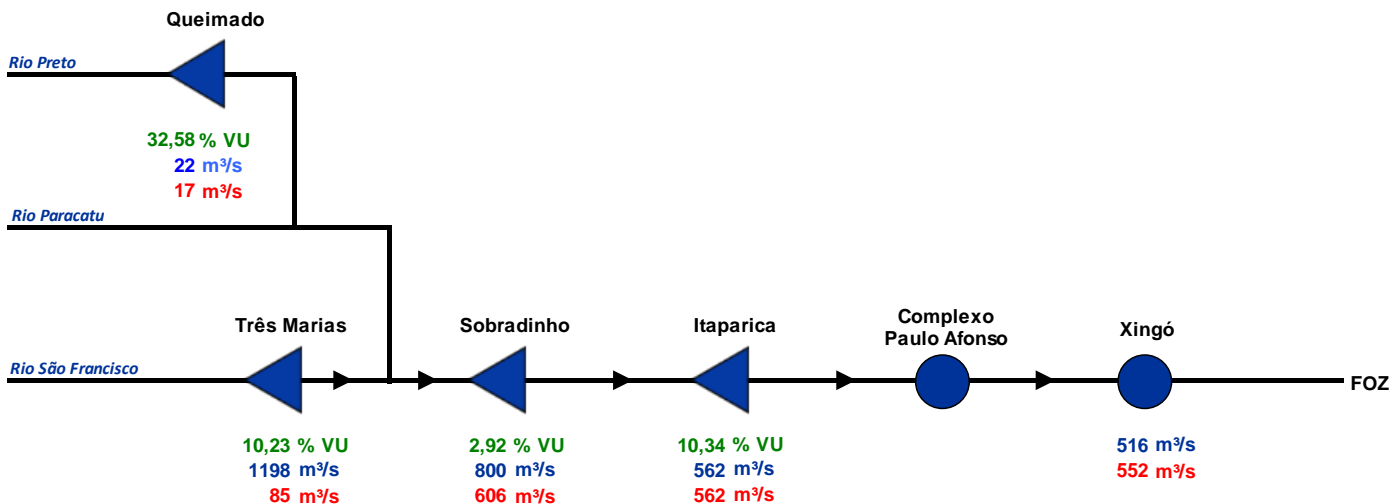 Queimado
Rio Preto
32,58 % VU
22 m³/s
17 m³/s
Rio Paracatu
Três Marias
Sobradinho
Itaparica
Complexo
Paulo Afonso
Xingó
Rio São Francisco
FOZ
10,23 % VU
1198 m³/s
85 m³/s
2,92 % VU
800 m³/s
606 m³/s
10,34 % VU
562 m³/s
562 m³/s
516 m³/s
552 m³/s